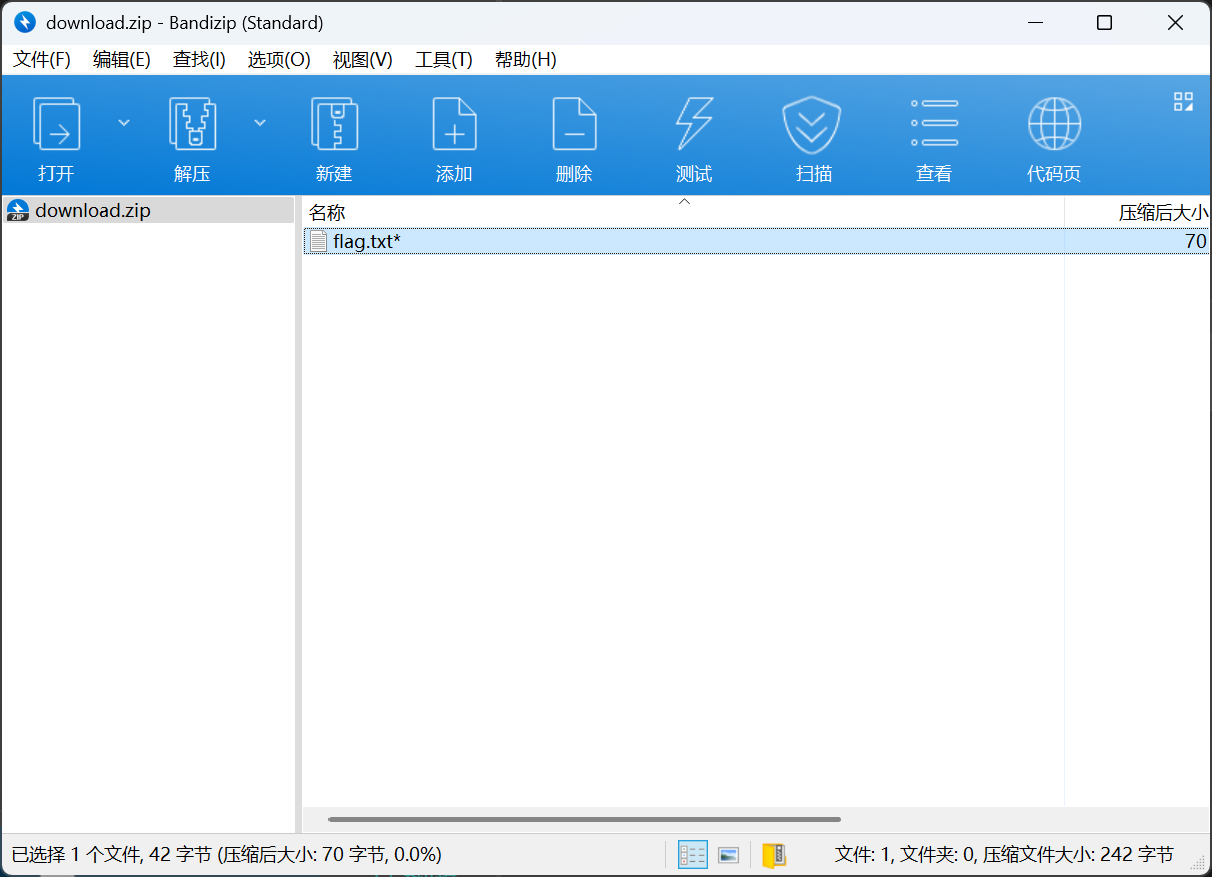 download.zip - Bandizip (Standard)
文件(F) 编辑(E) 查找(I) 选项(O) 视图(V) 工具(T) 帮助(H)
打开 解压 新建 添加 删除 测试 扫描 查看 代码页
download.zip
名称 压缩后大小
flag.txt* 70
已选择 1 个文件, 42 字节 (压缩后大小: 70 字节, 0.0%) 文件: 1, 文件夹: 0, 压缩文件大小: 242 字节